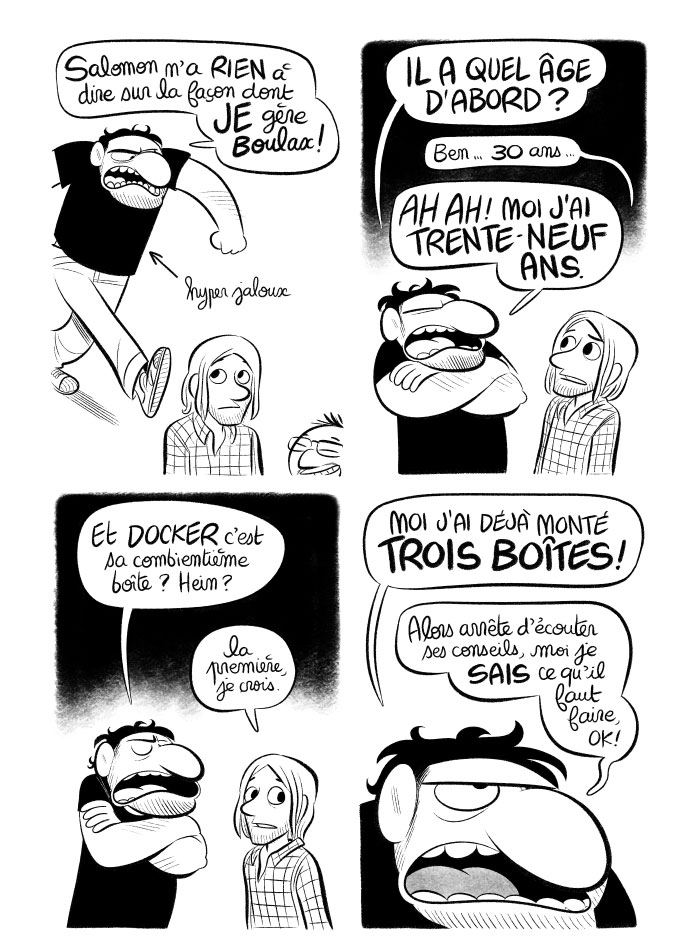 Salomon m'a RIEN à
dire sur la façon dont
JE gère
Boulax!
hyper jaloux
IL A QUEL ÂGE
D'ABORD ?
Ben... 30 ans...
AH AH! MOI J'AI
TRENTE-NEUF
ANS.
Et DOCKER c'est
sa combientième
boîte ? Hein ?
la
première,
je crois.
MOI J'AI DÉJÀ MONTÉ
TROIS BOÎTES!
Alors arrête d'écouter
ses conseils, moi je
SAIS ce qu'il
faut
faire,
OK!